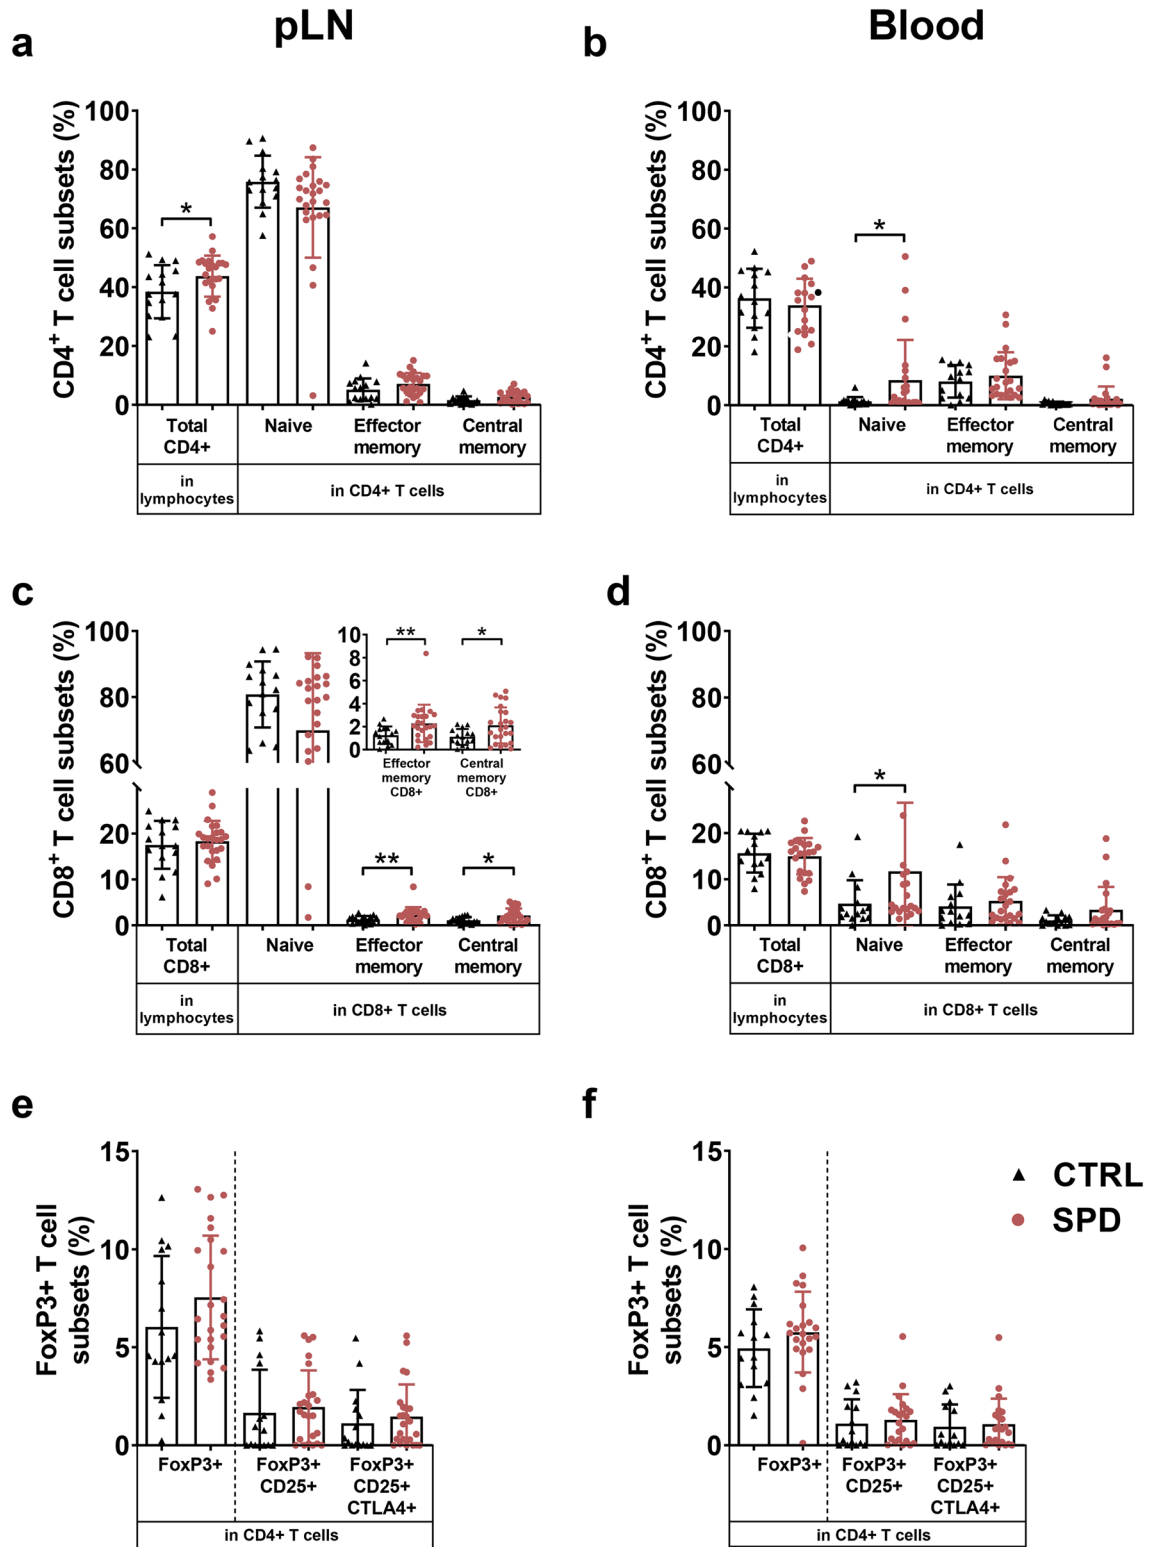 pLN
Blood
a
b
CD4+ T cell subsets (%)
100
80
60
40
20
0
*
Total
CD4+
Naive
Effector
memory
Central
memory
in
lymphocytes
in CD4+ T cells
CD4+ T cell subsets (%)
100
80
60
40
20
0
*
Total
CD4+
Naive
Effector
memory
Central
memory
in
lymphocytes
in CD4+ T cells
c
d
CD8+ T cell subsets (%)
100
80
60
20
10
0
10
8
6
4
2
0
**
*
Effector
memory
CD8+
Central
memory
CD8+
**
*
Total
CD8+
Naive
Effector
memory
Central
memory
in
lymphocytes
in CD8+ T cells
CD8+ T cell subsets (%)
100
80
60
20
10
0
*
Total
CD8+
Naive
Effector
memory
Central
memory
in
lymphocytes
in CD8+ T cells
e
f
FoxP3+ T cell
subsets (%)
15
10
5
0
FoxP3+
FoxP3+
CD25+
FoxP3+
CD25+
CTLA4+
in CD4+ T cells
FoxP3+ T cell
subsets (%)
15
10
5
0
CTRL
SPD
FoxP3+
FoxP3+
CD25+
FoxP3+
CD25+
CTLA4+
in CD4+ T cells